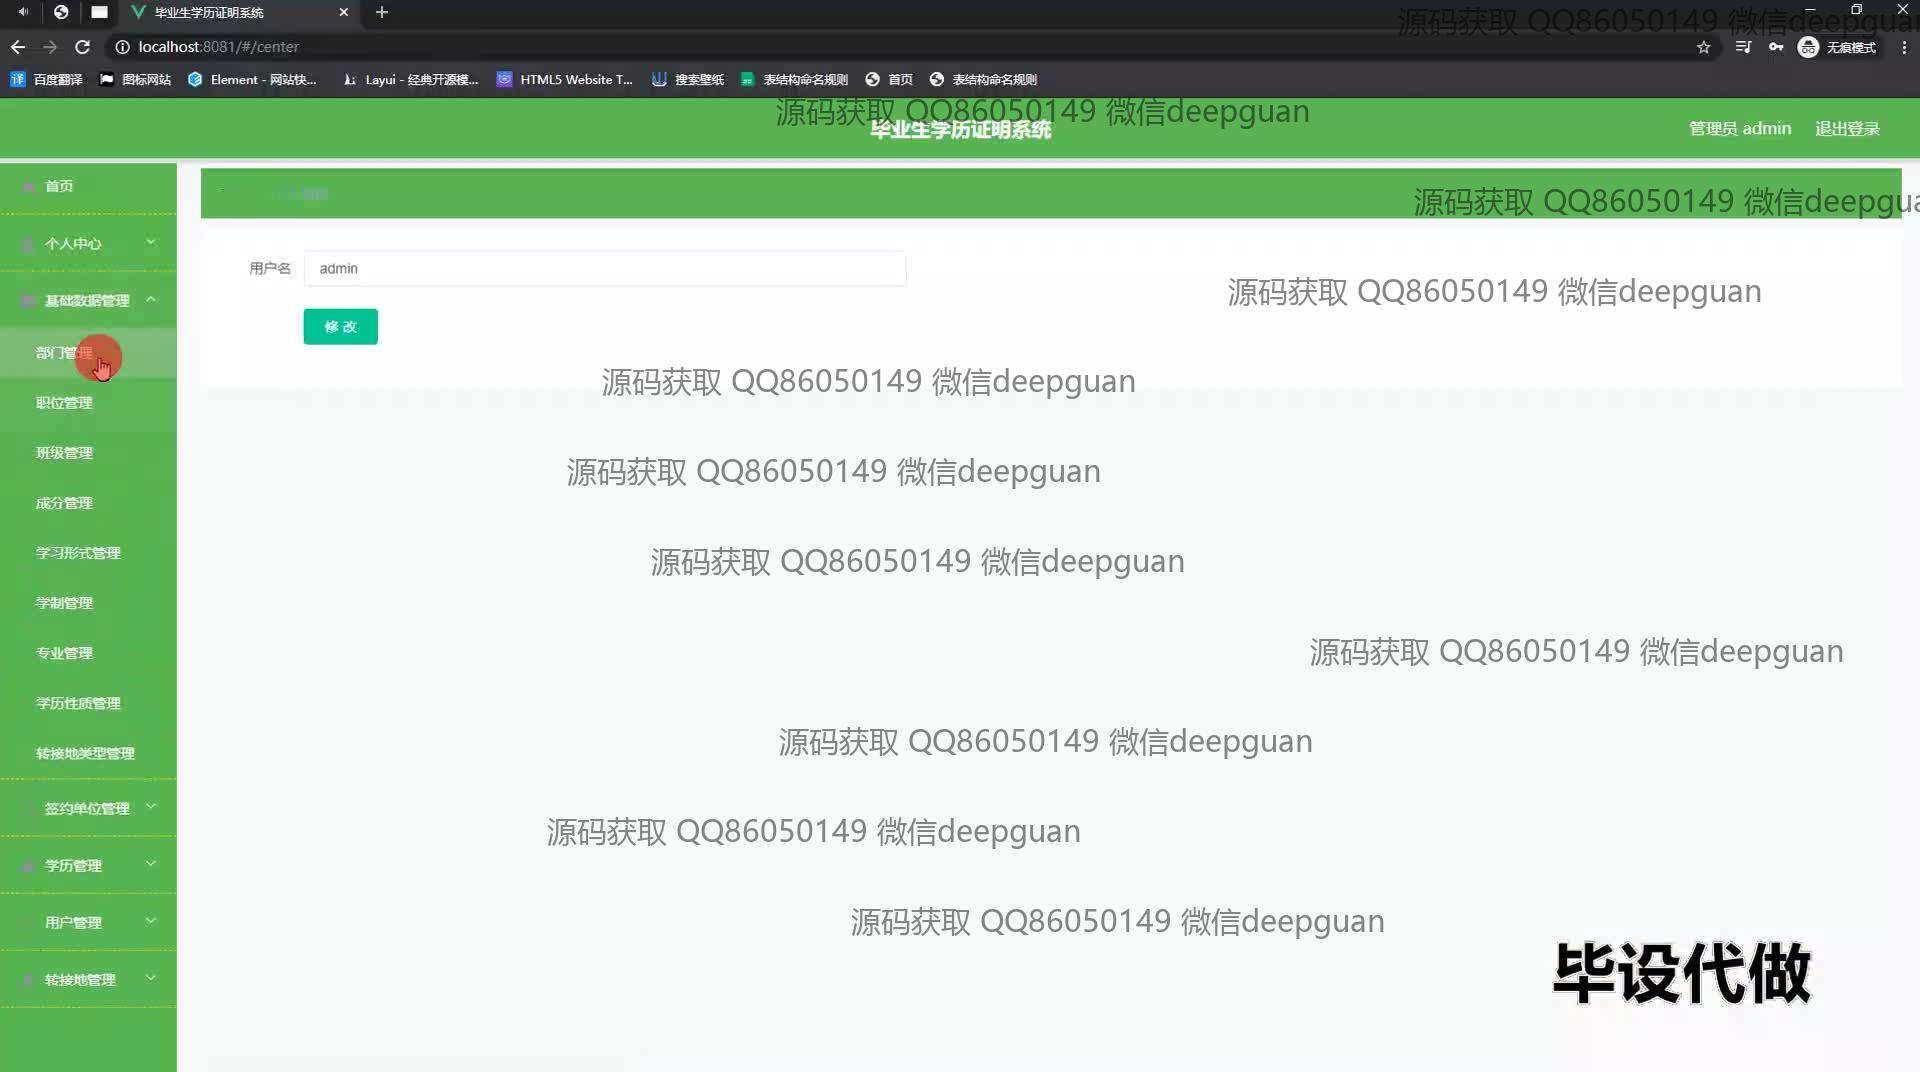 毕业生学历证明系统
localhost:8081/#/center
无痕模式
百度翻译
图标网站
Element - 网站快...
Layui - 经典开源模...
HTML5 Website T...
搜索壁纸
表结构命名规则
首页
表结构命名规则
源码获取 QQ86050149 微信deepguan
源码获取 QQ86050149 微信deepguan
毕业生学历证明系统
管理员 admin
退出登录
首页
个人中心
基础数据管理
部门管理
职位管理
班级管理
成分管理
学习形式管理
学制管理
专业管理
学历性质管理
转接地类型管理
签约单位管理
学历管理
用户管理
转接地管理
源码获取 QQ86050149 微信deepgua
用户名
admin
修 改
源码获取 QQ86050149 微信deepguan
源码获取 QQ86050149 微信deepguan
源码获取 QQ86050149 微信deepguan
源码获取 QQ86050149 微信deepguan
源码获取 QQ86050149 微信deepguan
源码获取 QQ86050149 微信deepguan
源码获取 QQ86050149 微信deepguan
源码获取 QQ86050149 微信deepguan
毕设代做